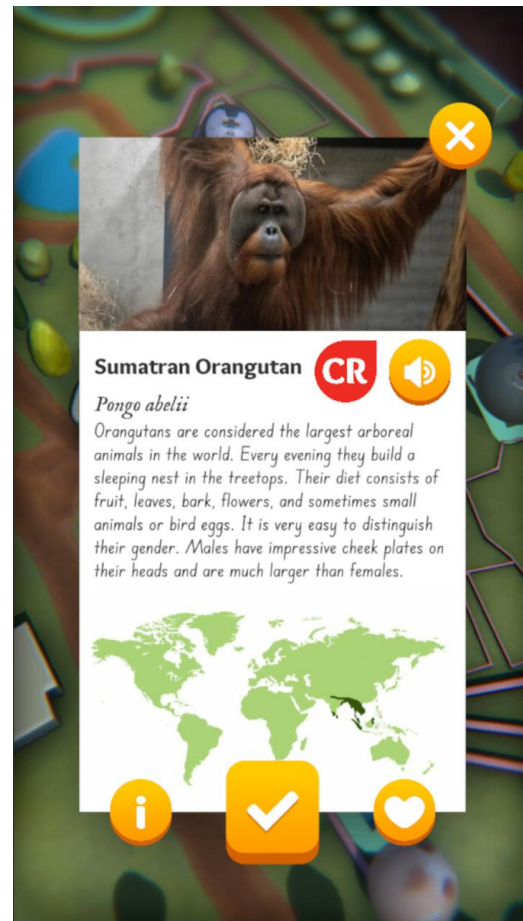 Sumatran Orangutan
CR
Pongo abelii
Orangutans are considered the largest arboreal
animals in the world. Every evening they build a
sleeping nest in the treetops. Their diet consists of
fruit, leaves, bark, flowers, and sometimes small
animals or bird eggs. It is very easy to distinguish
their gender. Males have impressive cheek plates on
their heads and are much larger than females.
i